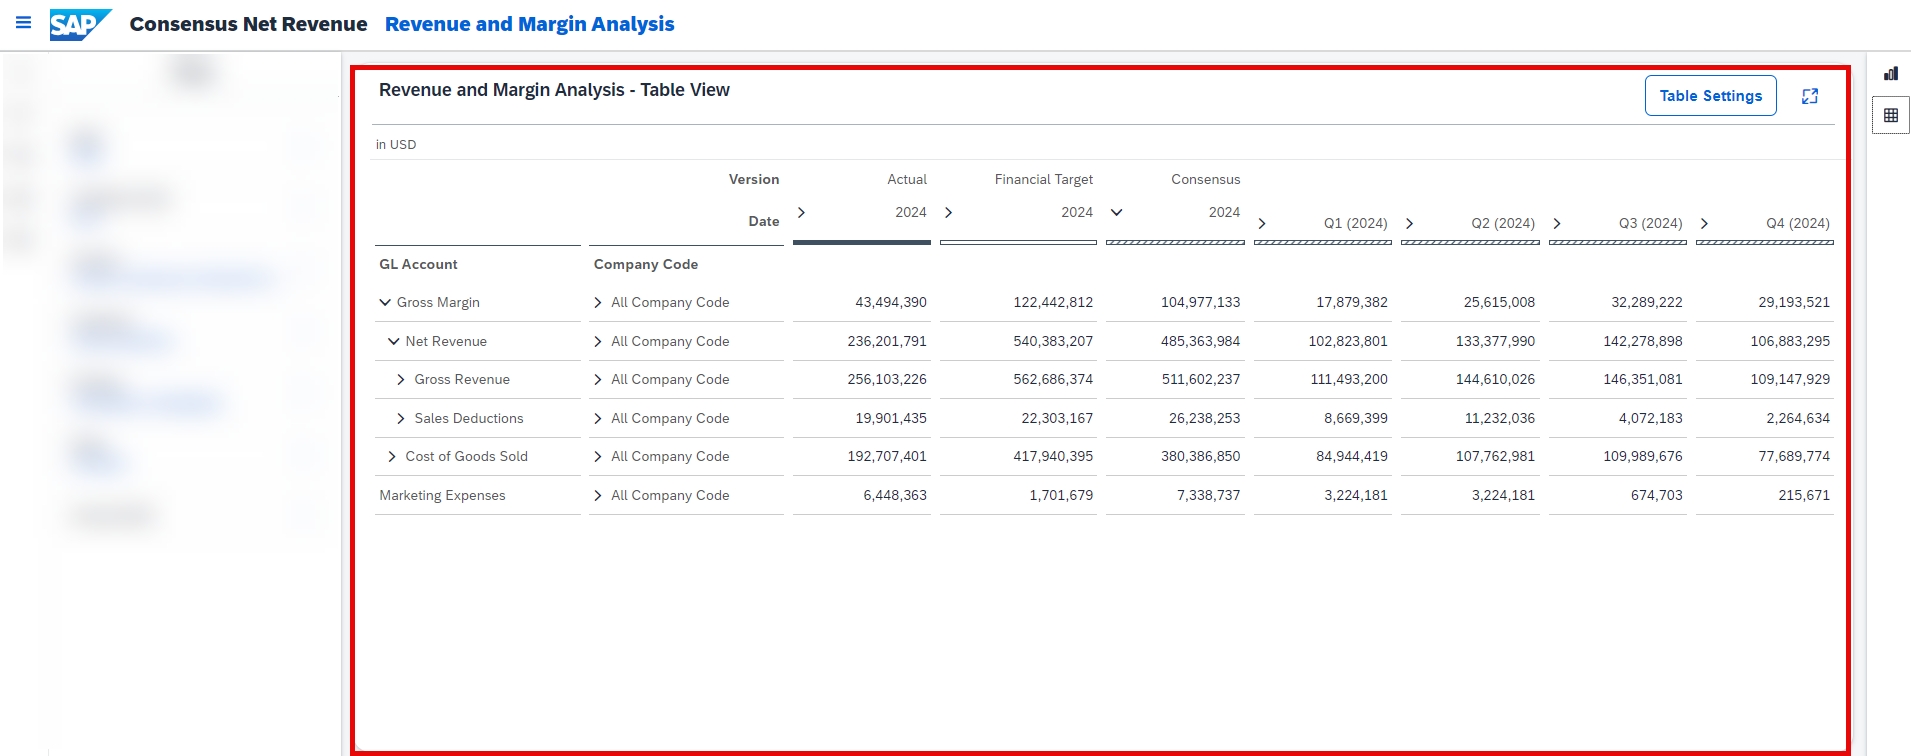 SAP Consensus Net Revenue Revenue and Margin Analysis
Revenue and Margin Analysis - Table View
Table Settings
in USD
Version Actual Financial Target Consensus
Date 2024 2024 2024 Q1 (2024) Q2 (2024) Q3 (2024) Q4 (2024)
GL Account Company Code
Gross Margin All Company Code 43,494,390 122,442,812 104,977,133 17,879,382 25,615,008 32,289,222 29,193,521
Net Revenue All Company Code 236,201,791 540,383,207 485,363,984 102,823,801 133,377,990 142,278,898 106,883,295
Gross Revenue All Company Code 256,103,226 562,686,374 511,602,237 111,493,200 144,610,026 146,351,081 109,147,929
Sales Deductions All Company Code 19,901,435 22,303,167 26,238,253 8,669,399 11,232,036 4,072,183 2,264,634
Cost of Goods Sold All Company Code 192,707,401 417,940,395 380,386,850 84,944,419 107,762,981 109,989,676 77,689,774
Marketing Expenses All Company Code 6,448,363 1,701,679 7,338,737 3,224,181 3,224,181 674,703 215,671